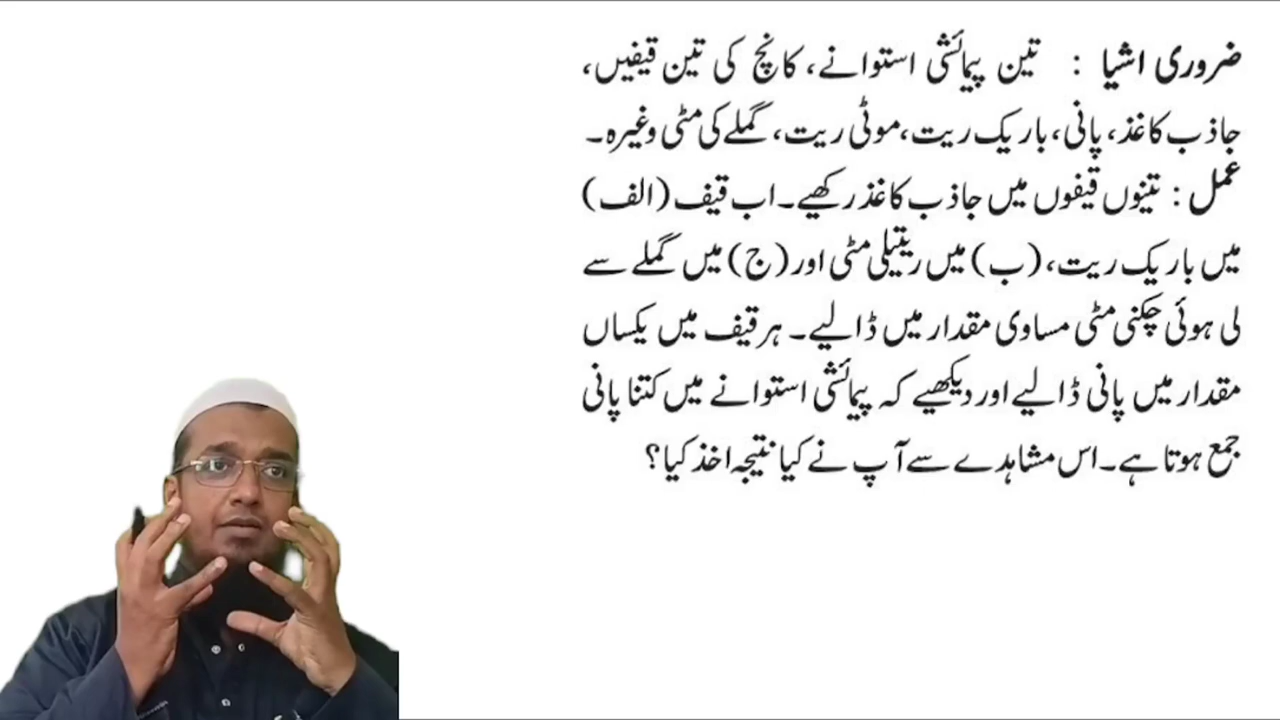 ضروری اشیا : تین پیمائشی استوانے، کانچ کی تین قیفیں،
جاذب کاغذ، پانی، باریک ریت، موٹی ریت، گملے کی مٹی وغیرہ۔
عمل : تینوں قیفوں میں جاذب کاغذ رکھیے۔ اب قیف (الف)
میں باریک ریت، (ب) میں ریتیلی مٹی اور (ج) میں گملے سے
لی ہوئی چکنی مٹی مساوی مقدار میں ڈالیے۔ ہر قیف میں یکساں
مقدار میں پانی ڈالیے اور دیکھیے کہ پیمائشی استوانے میں کتنا پانی
جمع ہوتا ہے۔ اس مشاہدے سے آپ نے کیا نتیجہ اخذ کیا؟